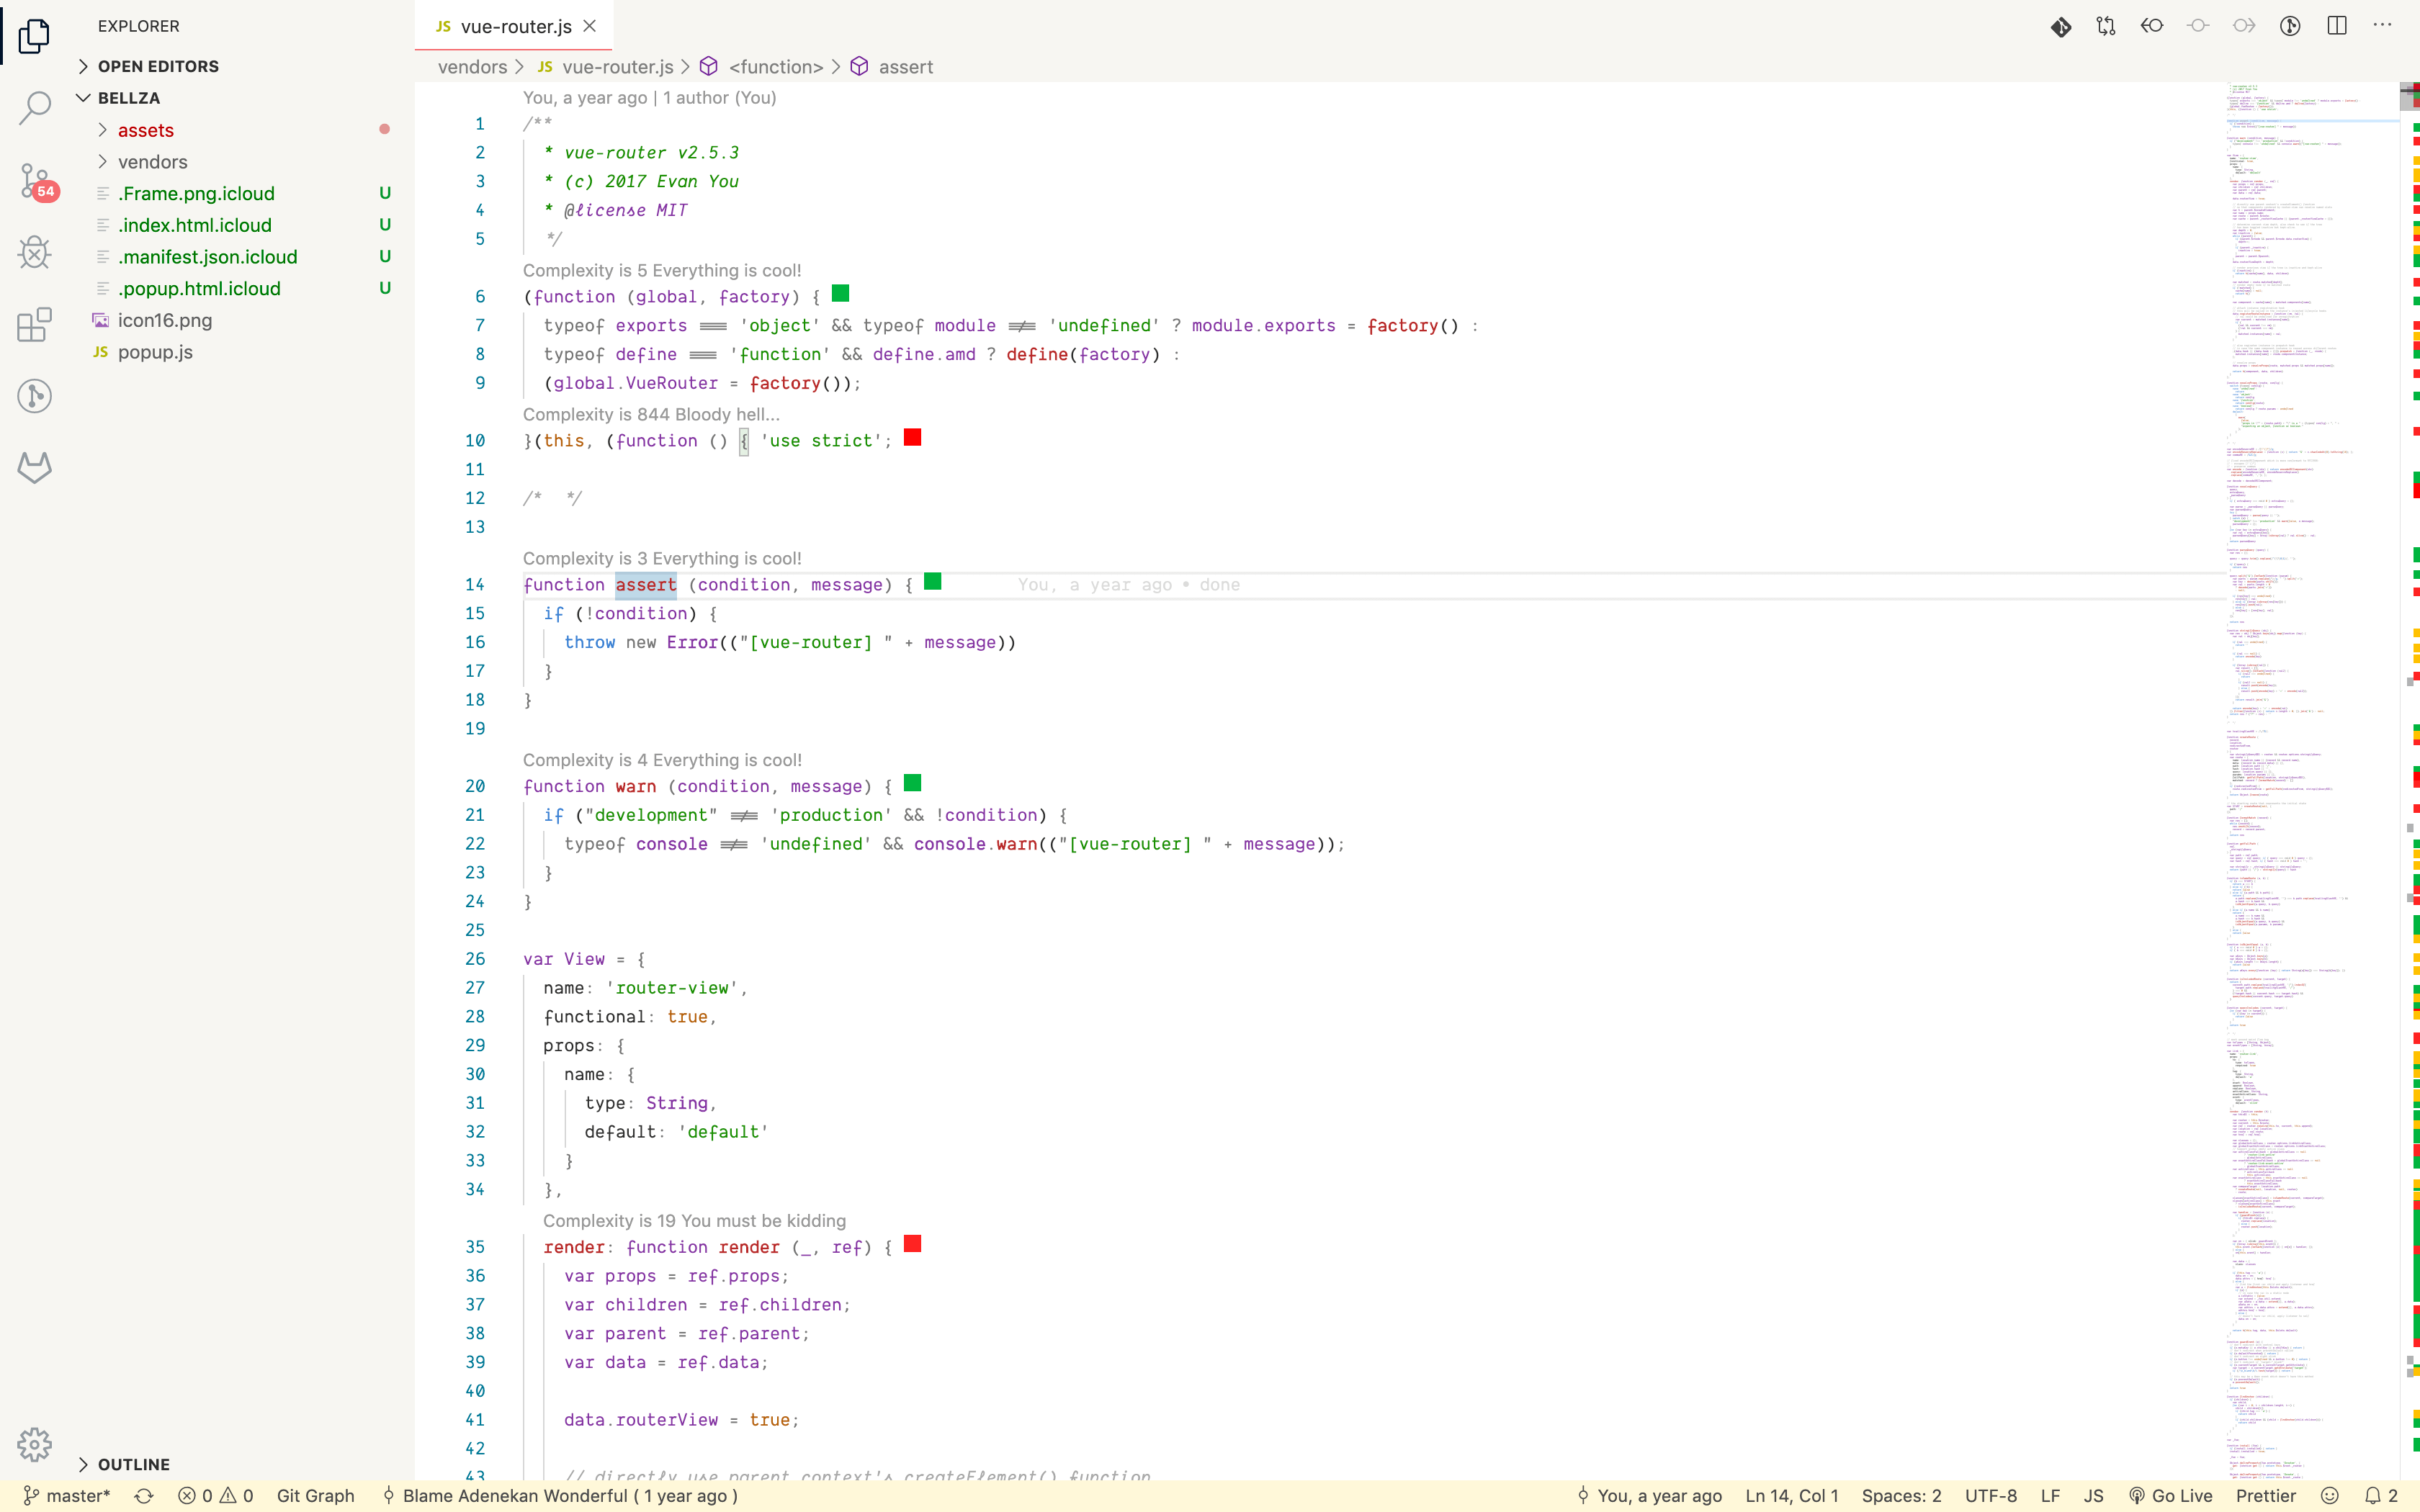 EXPLORER
OPEN EDITORS
BELLZA
assets
vendors
.Frame.png.icloud U
.index.html.icloud U
.manifest.json.icloud U
.popup.html.icloud U
icon16.png
JS popup.js
54
OUTLINE
JS vue-router.js
vendors > JS vue-router.js > <function> > assert
You, a year ago | 1 author (You)
1 /**
2 * vue-router v2.5.3
3 * (c) 2017 Evan You
4 * @license MIT
5 */
Complexity is 5 Everything is cool!
6 (function (global, factory) {
7 typeof exports === 'object' && typeof module !== 'undefined' ? module.exports = factory() :
8 typeof define === 'function' && define.amd ? define(factory) :
9 (global.VueRouter = factory());
Complexity is 844 Bloody hell...
10 }(this, (function () { 'use strict';
11
12 /*  */
13
Complexity is 3 Everything is cool!
14 function assert (condition, message) { You, a year ago • done
15 if (!condition) {
16 throw new Error(("[vue-router] " + message))
17 }
18 }
19
Complexity is 4 Everything is cool!
20 function warn (condition, message) {
21 if ("development" !== 'production' && !condition) {
22 typeof console !== 'undefined' && console.warn(("[vue-router] " + message));
23 }
24 }
25
26 var View = {
27 name: 'router-view',
28 functional: true,
29 props: {
30 name: {
31 type: String,
32 default: 'default'
33 }
34 },
Complexity is 19 You must be kidding
35 render: function render (_, ref) {
36 var props = ref.props;
37 var children = ref.children;
38 var parent = ref.parent;
39 var data = ref.data;
40
41 data.routerView = true;
42
43 // directly use parent context's createElement() function
master* 0 0 Git Graph Blame Adenekan Wonderful ( 1 year ago ) You, a year ago Ln 14, Col 1 Spaces: 2 UTF-8 LF JS Go Live Prettier 2